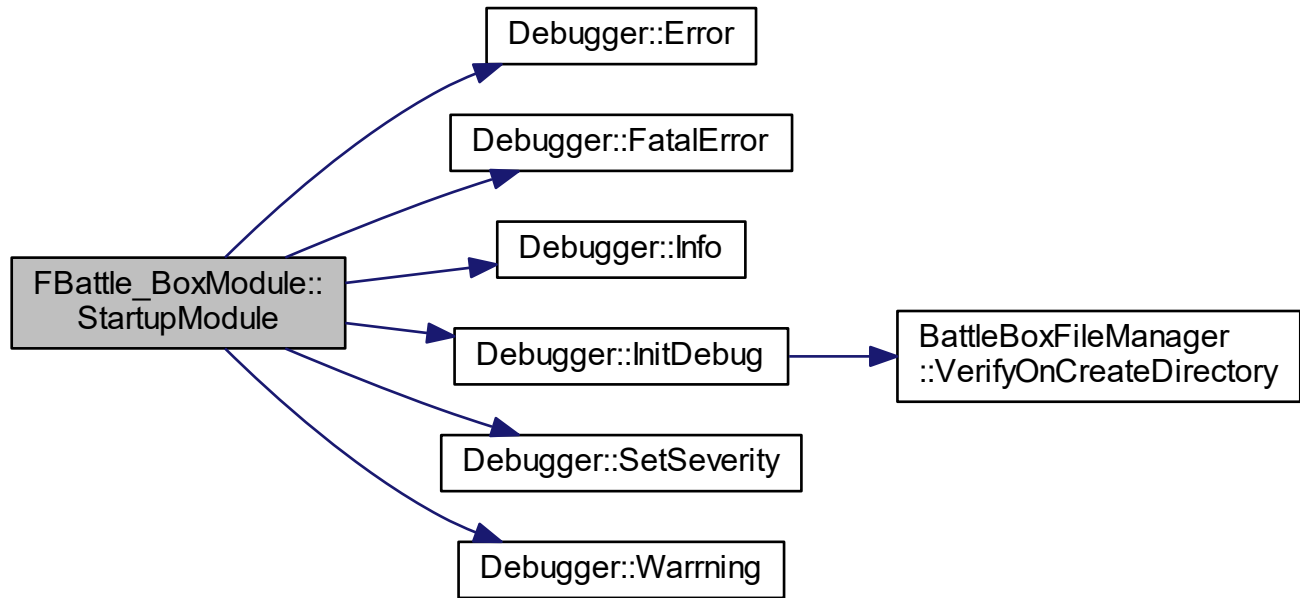 Debugger::Error
Debugger::FatalError
Debugger::Info
FBattle_BoxModule::
StartupModule
Debugger::InitDebug
BattleBoxFileManager
::VerifyOnCreateDirectory
Debugger::SetSeverity
Debugger::Warrning